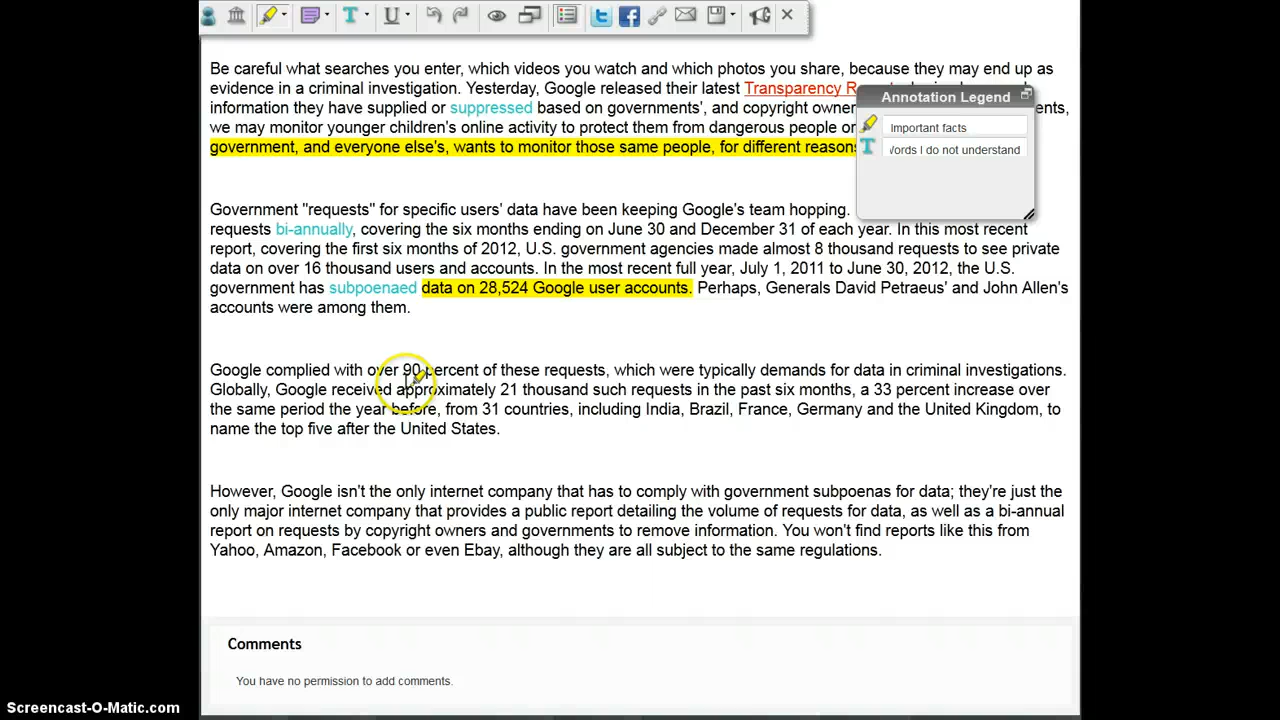 Be careful what searches you enter, which videos you watch and which photos you share, because they may end up as
evidence in a criminal investigation. Yesterday, Google released their latest Transparency R
information they have supplied or suppressed based on governments', and copyright owner nts,
we may monitor younger children's online activity to protect them from dangerous people or
government, and everyone else's, wants to monitor those same people, for different reasons
Annotation Legend
Important facts
Words I do not understand
Government "requests" for specific users' data have been keeping Google's team hopping.
requests bi-annually, covering the six months ending on June 30 and December 31 of each year. In this most recent
report, covering the first six months of 2012, U.S. government agencies made almost 8 thousand requests to see private
data on over 16 thousand users and accounts. In the most recent full year, July 1, 2011 to June 30, 2012, the U.S.
government has subpoenaed data on 28,524 Google user accounts. Perhaps, Generals David Petraeus' and John Allen's
accounts were among them.
Google complied with over 90 percent of these requests, which were typically demands for data in criminal investigations.
Globally, Google received approximately 21 thousand such requests in the past six months, a 33 percent increase over
the same period the year before, from 31 countries, including India, Brazil, France, Germany and the United Kingdom, to
name the top five after the United States.
However, Google isn't the only internet company that has to comply with government subpoenas for data; they're just the
only major internet company that provides a public report detailing the volume of requests for data, as well as a bi-annual
report on requests by copyright owners and governments to remove information. You won't find reports like this from
Yahoo, Amazon, Facebook or even Ebay, although they are all subject to the same regulations.
Comments
You have no permission to add comments.
Screencast-O-Matic.com